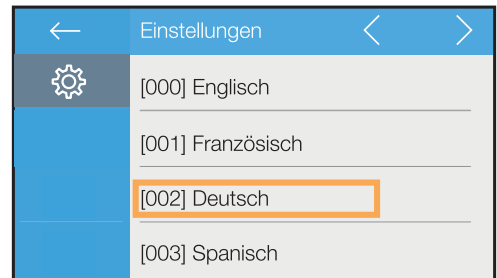 Einstellungen
[000] Englisch
[001] Französisch
[002] Deutsch
[003] Spanisch